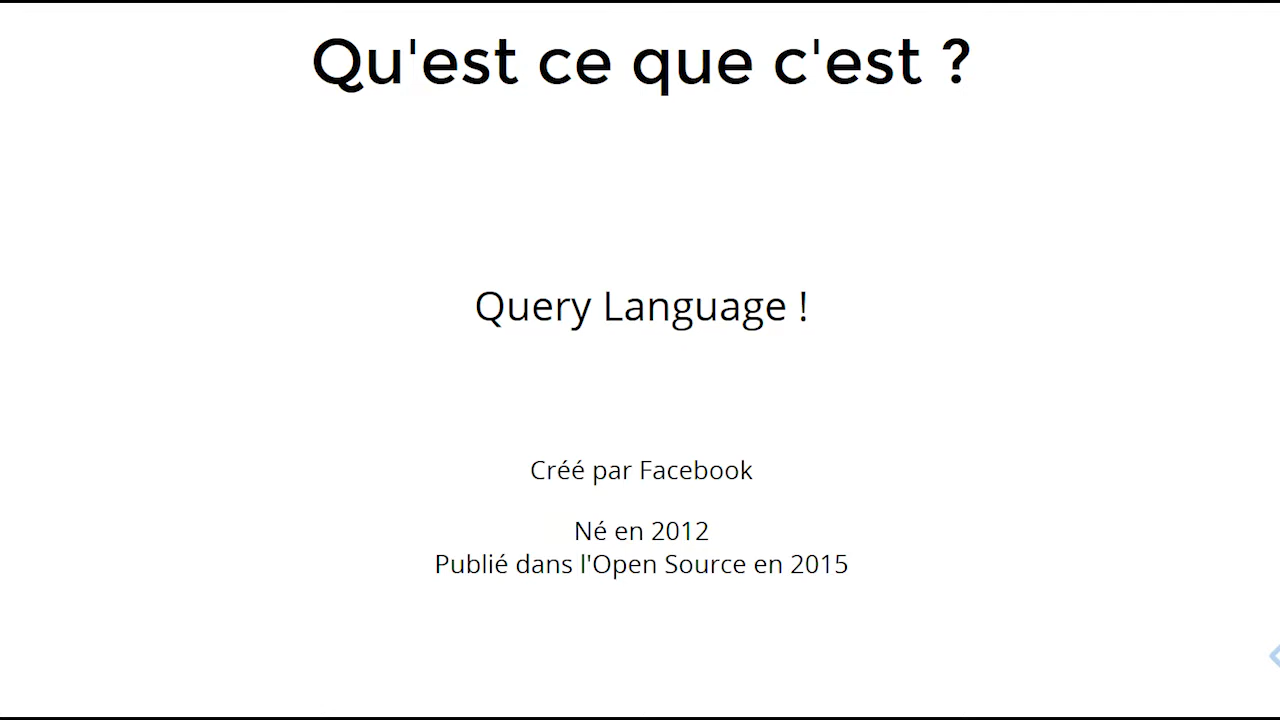 Qu'est ce que c'est ?
Query Language !
Créé par Facebook
Né en 2012
Publié dans l'Open Source en 2015